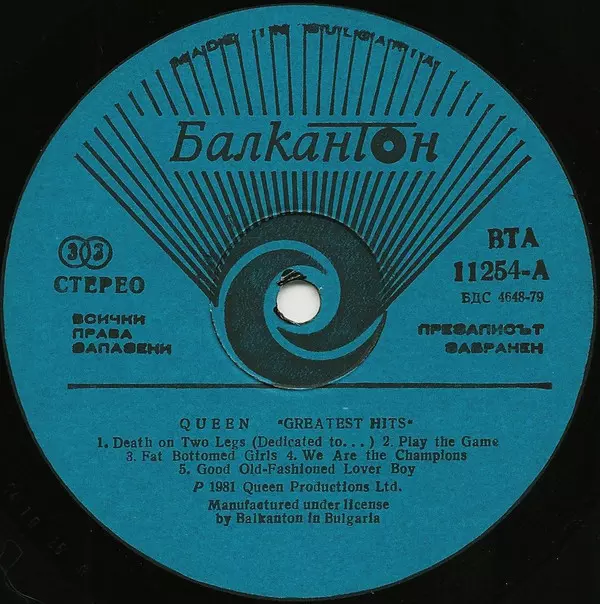 MADE IN BULGARIA
Балкантон
33
СТЕРЕО
ВТА
11254-А
БДС 4648-79
ВСИЧКИ
ПРАВА
ЗАПАЗЕНИ
ПРЕЗАПИСЪТ
ЗАБРАНЕН
QUEEN "GREATEST HITS"
1. Death on Two Legs (Dedicated to...) 2. Play the Game
3. Fat Bottomed Girls 4. We Are the Champions
5. Good Old-Fashioned Lover Boy
P 1981 Queen Productions Ltd.
Manufactured under license
by Balkanton in Bulgaria